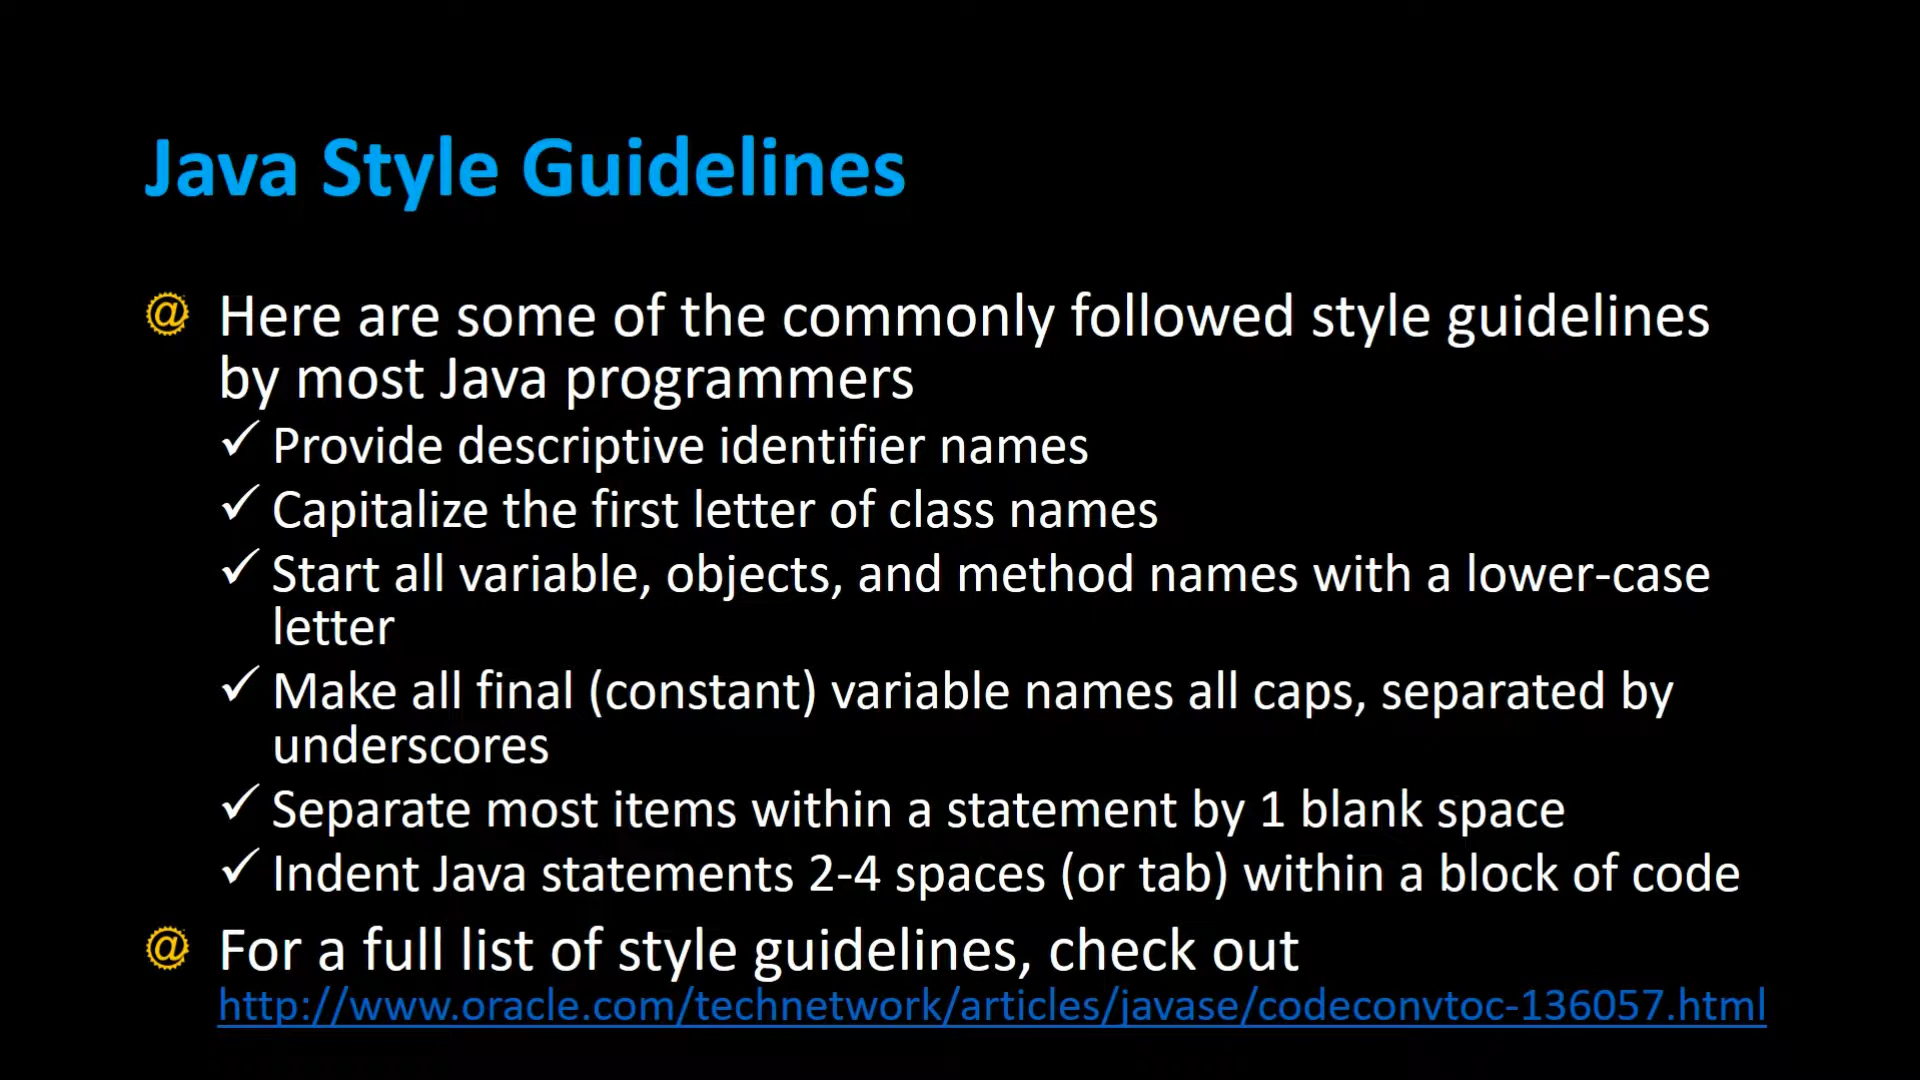 Java Style Guidelines
@ Here are some of the commonly followed style guidelines
by most Java programmers
✓ Provide descriptive identifier names
✓ Capitalize the first letter of class names
✓ Start all variable, objects, and method names with a lower-case
letter
✓ Make all final (constant) variable names all caps, separated by
underscores
✓ Separate most items within a statement by 1 blank space
✓ Indent Java statements 2-4 spaces (or tab) within a block of code
@ For a full list of style guidelines, check out
http://www.oracle.com/technetwork/articles/javase/codeconvtoc-136057.html